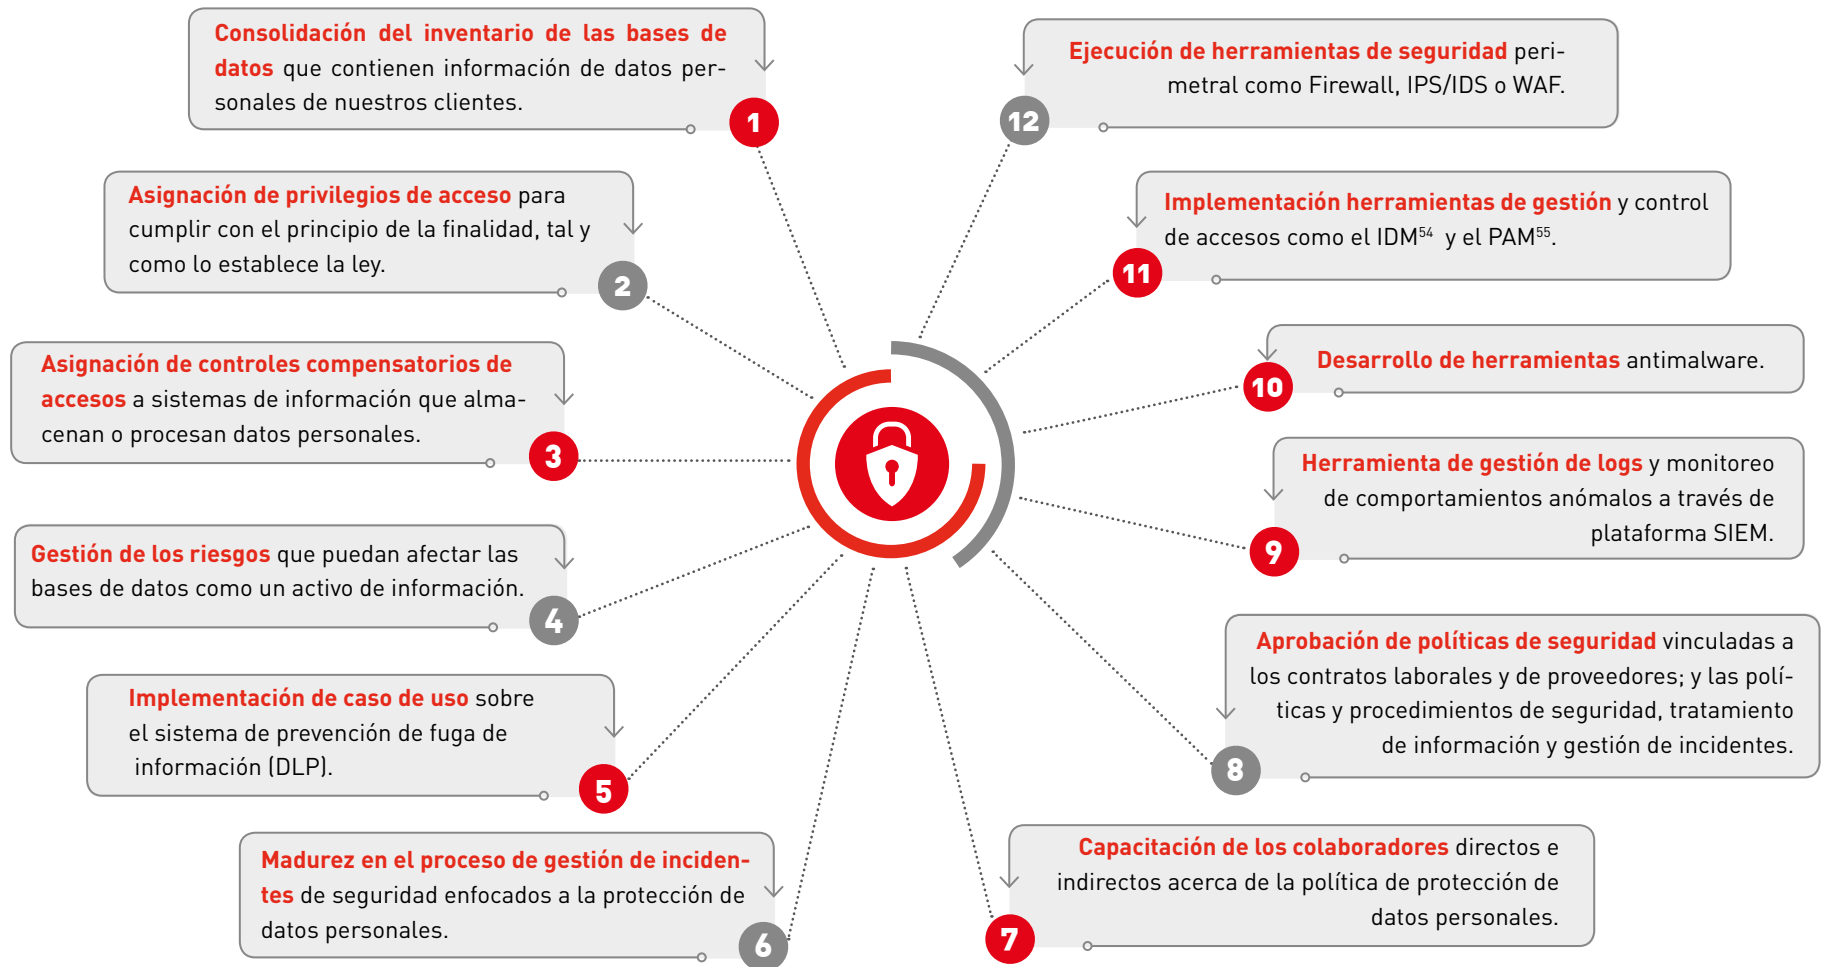 Consolidación del inventario de las bases de
datos que contienen información de datos per-
sonales de nuestros clientes.
1
Asignación de privilegios de acceso para
cumplir con el principio de la finalidad, tal y
como lo establece la ley.
2
Asignación de controles compensatorios de
accesos a sistemas de información que alma-
cenan o procesan datos personales.
3
Gestión de los riesgos que puedan afectar las
bases de datos como un activo de información.
4
Implementación de caso de uso sobre
el sistema de prevención de fuga de
información (DLP).
5
Madurez en el proceso de gestión de inciden-
tes de seguridad enfocados a la protección de
datos personales.
6
Capacitación de los colaboradores directos e
indirectos acerca de la política de protección de
datos personales.
7
Aprobación de políticas de seguridad vinculadas a
los contratos laborales y de proveedores; y las polí-
ticas y procedimientos de seguridad, tratamiento
de información y gestión de incidentes.
8
Herramienta de gestión de logs y monitoreo
de comportamientos anómalos a través de
plataforma SIEM.
9
Desarrollo de herramientas antimalware.
10
Implementación herramientas de gestión y control
de accesos como el IDM54 y el PAM55.
11
Ejecución de herramientas de seguridad peri-
metral como Firewall, IPS/IDS o WAF.
12